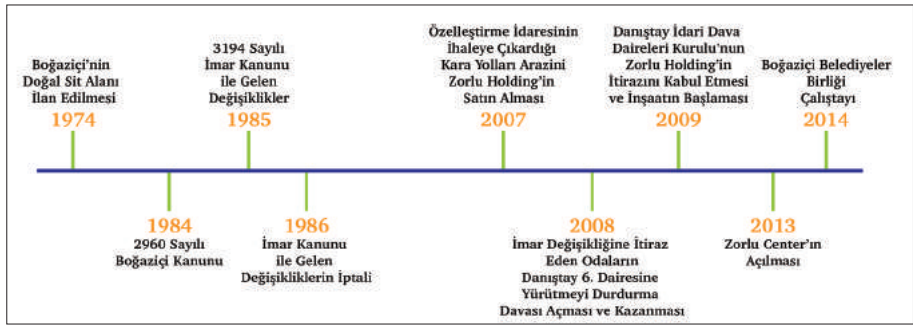 Boğaziçi'nin
Doğal Sit Alanı
İlan Edilmesi
1974
3194 Sayılı
İmar Kanunu
ile Gelen
Değişiklikler
1985
Özelleştirme İdaresinin
İhaleye Çıkardığı
Kara Yolları Arazini
Zorlu Holding'in
Satın Alması
2007
Danıştay İdari Dava
Daireleri Kurulu'nun
Zorlu Holding'in
İtirazını Kabul Etmesi
ve İnşaatın Başlaması
2009
Boğaziçi Belediyeler
Birliği
Çalıştayı
2014
1984
2960 Sayılı
Boğaziçi Kanunu
1986
İmar Kanunu
ile Gelen
Değişikliklerin İptali
2008
İmar Değişikliğine İtiraz
Eden Odaların
Danıştay 6. Dairesine
Yürütmeyi Durdurma
Davası Açması ve Kazanması
2013
Zorlu Center'ın
Açılması